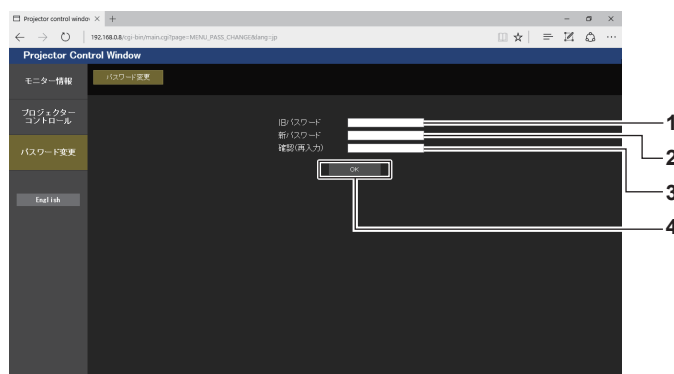 Projector control window
192.168.0.8/cgi-bin/main.cgi?page=MENU_PASS_CHANGE&lang=jp
Projector Control Window
モニター情報
パスワード変更
プロジェクター
コントロール
パスワード変更
English
旧パスワード
新パスワード
確認(再入力)
OK
1
2
3
4